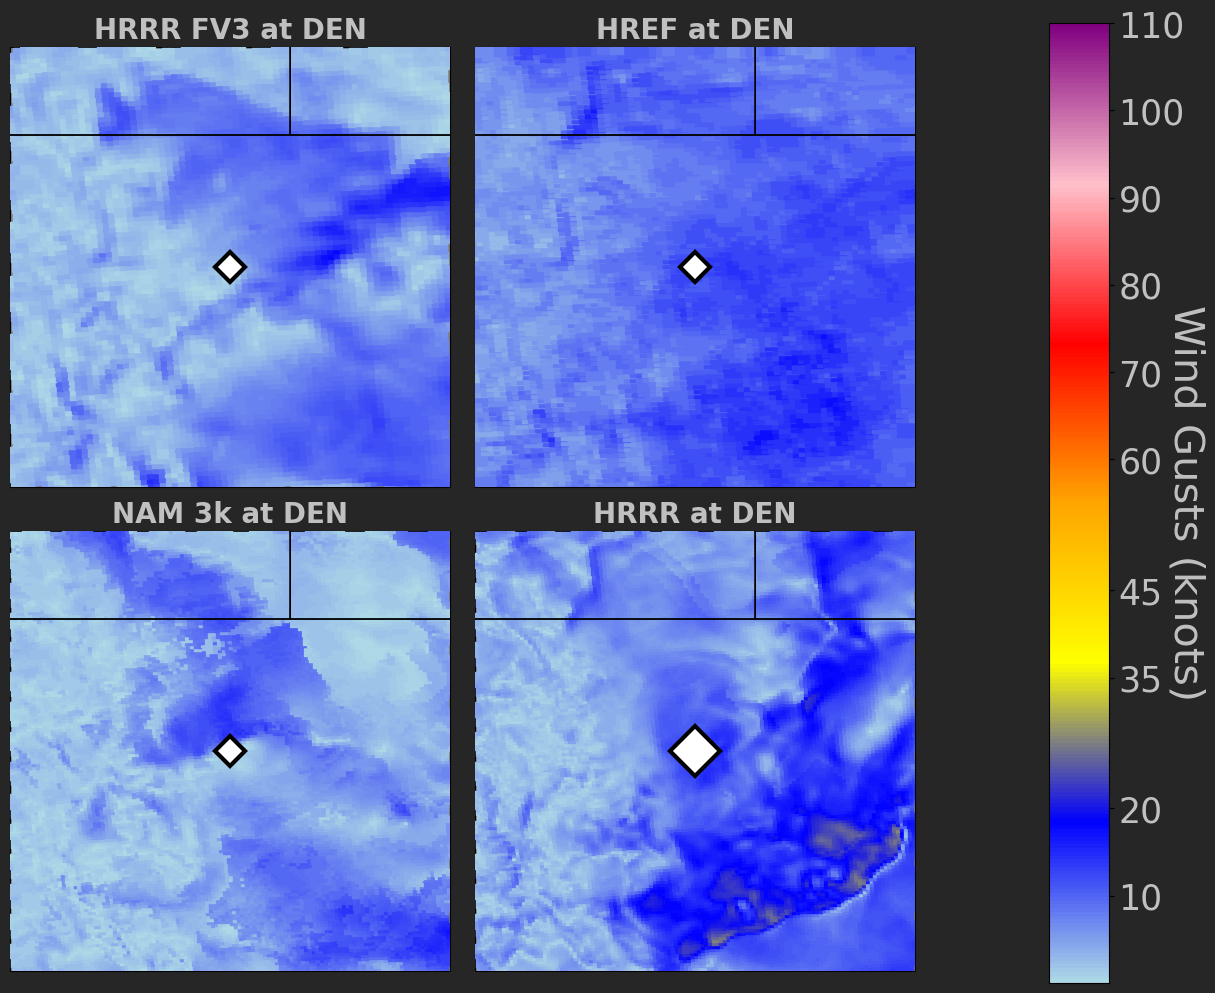 HRRR FV3 at DEN
HREF at DEN
NAM 3k at DEN
HRRR at DEN
110
100
90
80
70
60
45
35
20
10
Wind Gusts (knots)